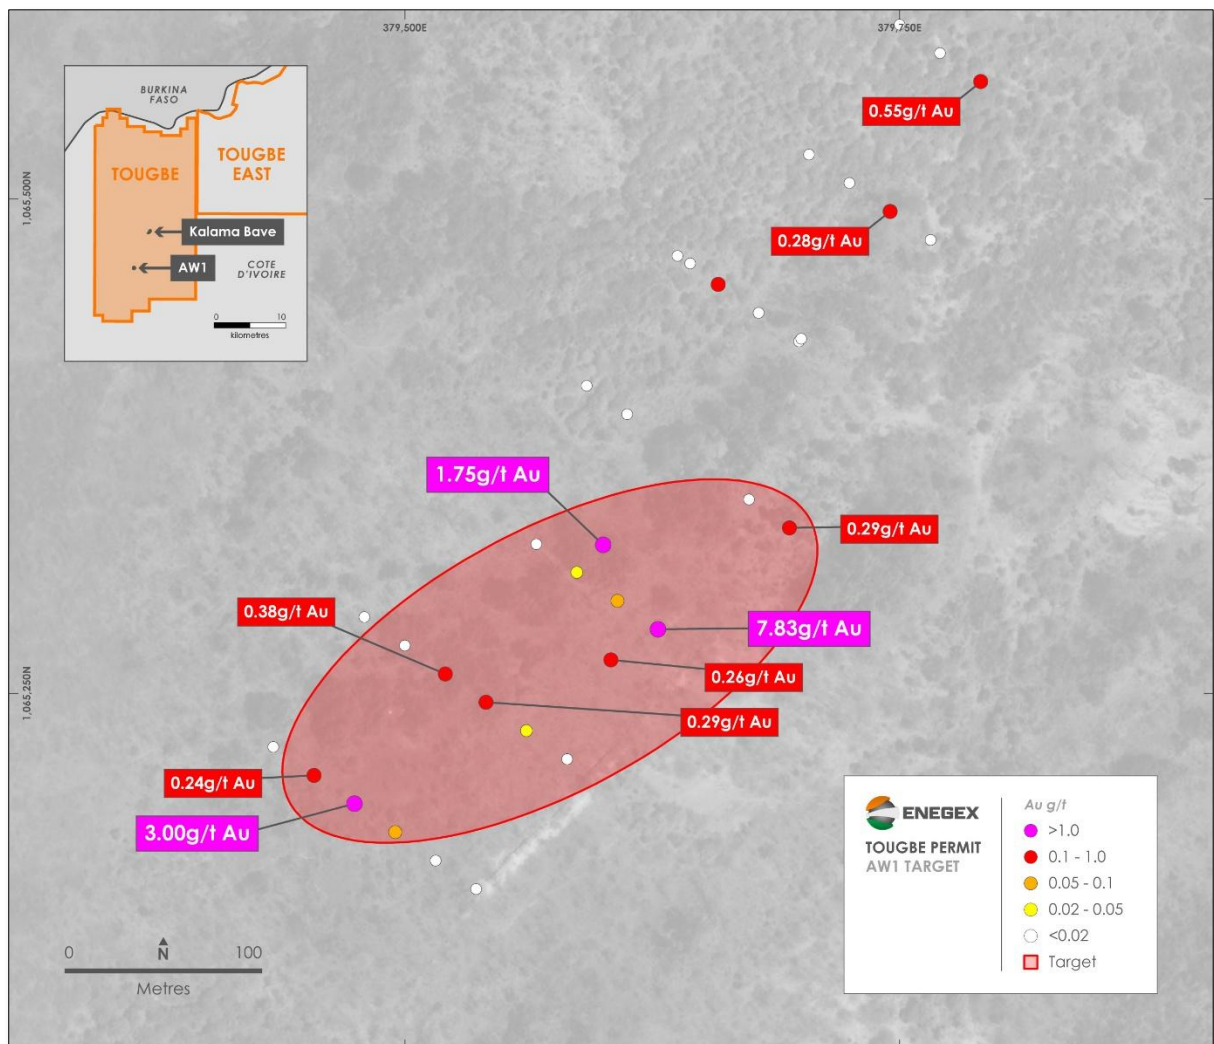 379,500E
379,750E
BURKINA
FASO
TOUGBE
TOUGBE
EAST
Kalama Bave
AW1
COTE
D'IVOIRE
0
10
kilometres
1,065,500N
1,065,250N
0.55g/t Au
0.28g/t Au
1.75g/t Au
0.29g/t Au
0.38g/t Au
7.83g/t Au
0.26g/t Au
0.29g/t Au
0.24g/t Au
3.00g/t Au
0
N
100
Metres
ENEGEX
TOUGBE PERMIT
AW1 TARGET
Au g/t
>1.0
0.1 - 1.0
0.05 - 0.1
0.02 - 0.05
<0.02
Target